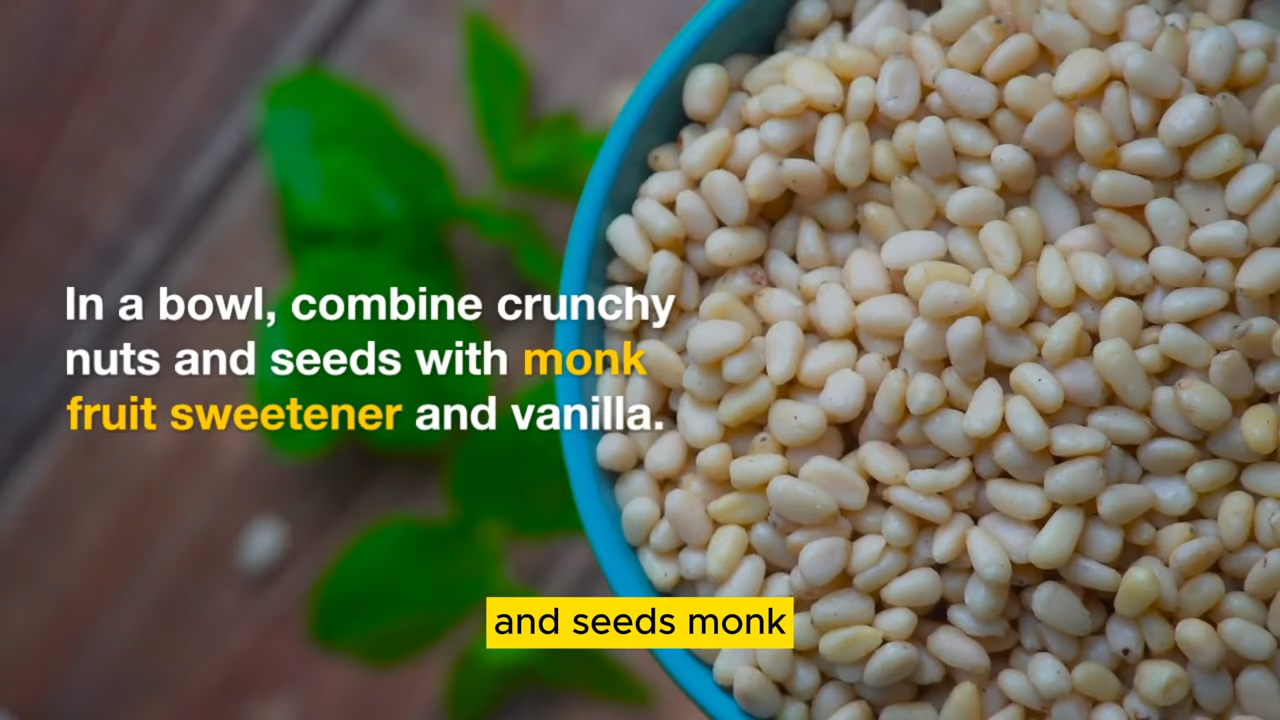 In a bowl, combine crunchy
nuts and seeds with monk
fruit sweetener and vanilla.
and seeds monk